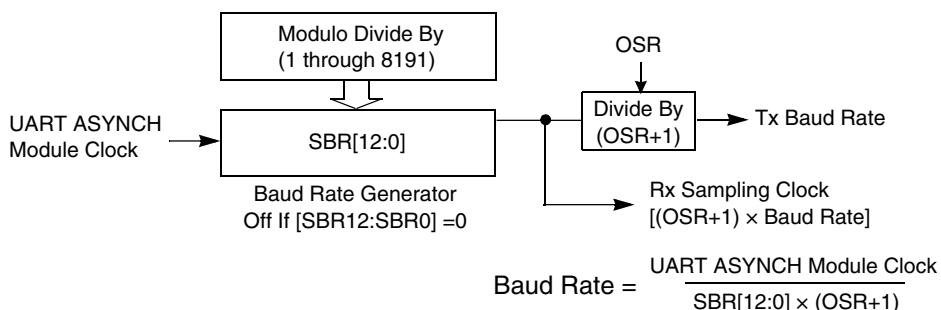 Modulo Divide By
(1 through 8191)
OSR
UART ASYNCH
Module Clock
SBR[12:0]
Divide By
(OSR+1)
Tx Baud Rate
Baud Rate Generator
Off If [SBR12:SBR0] =0
Rx Sampling Clock
[(OSR+1) × Baud Rate]
Baud Rate =
UART ASYNCH Module Clock
SBR[12:0] × (OSR+1)